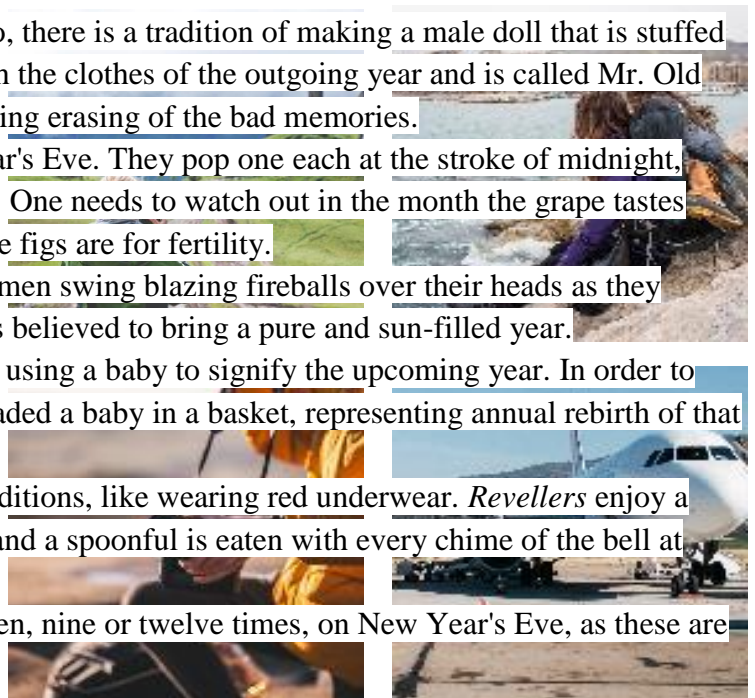 , there is a tradition of making a male doll that is stuffed
the clothes of the outgoing year and is called Mr. Old
ing erasing of the bad memories.
ar's Eve. They pop one each at the stroke of midnight,
One needs to watch out in the month the grape tastes
e figs are for fertility.
men swing blazing fireballs over their heads as they
s believed to bring a pure and sun-filled year.
using a baby to signify the upcoming year. In order to
aded a baby in a basket, representing annual rebirth of that
ditions, like wearing red underwear. Revellers enjoy a
and a spoonful is eaten with every chime of the bell at
en, nine or twelve times, on New Year's Eve, as these are